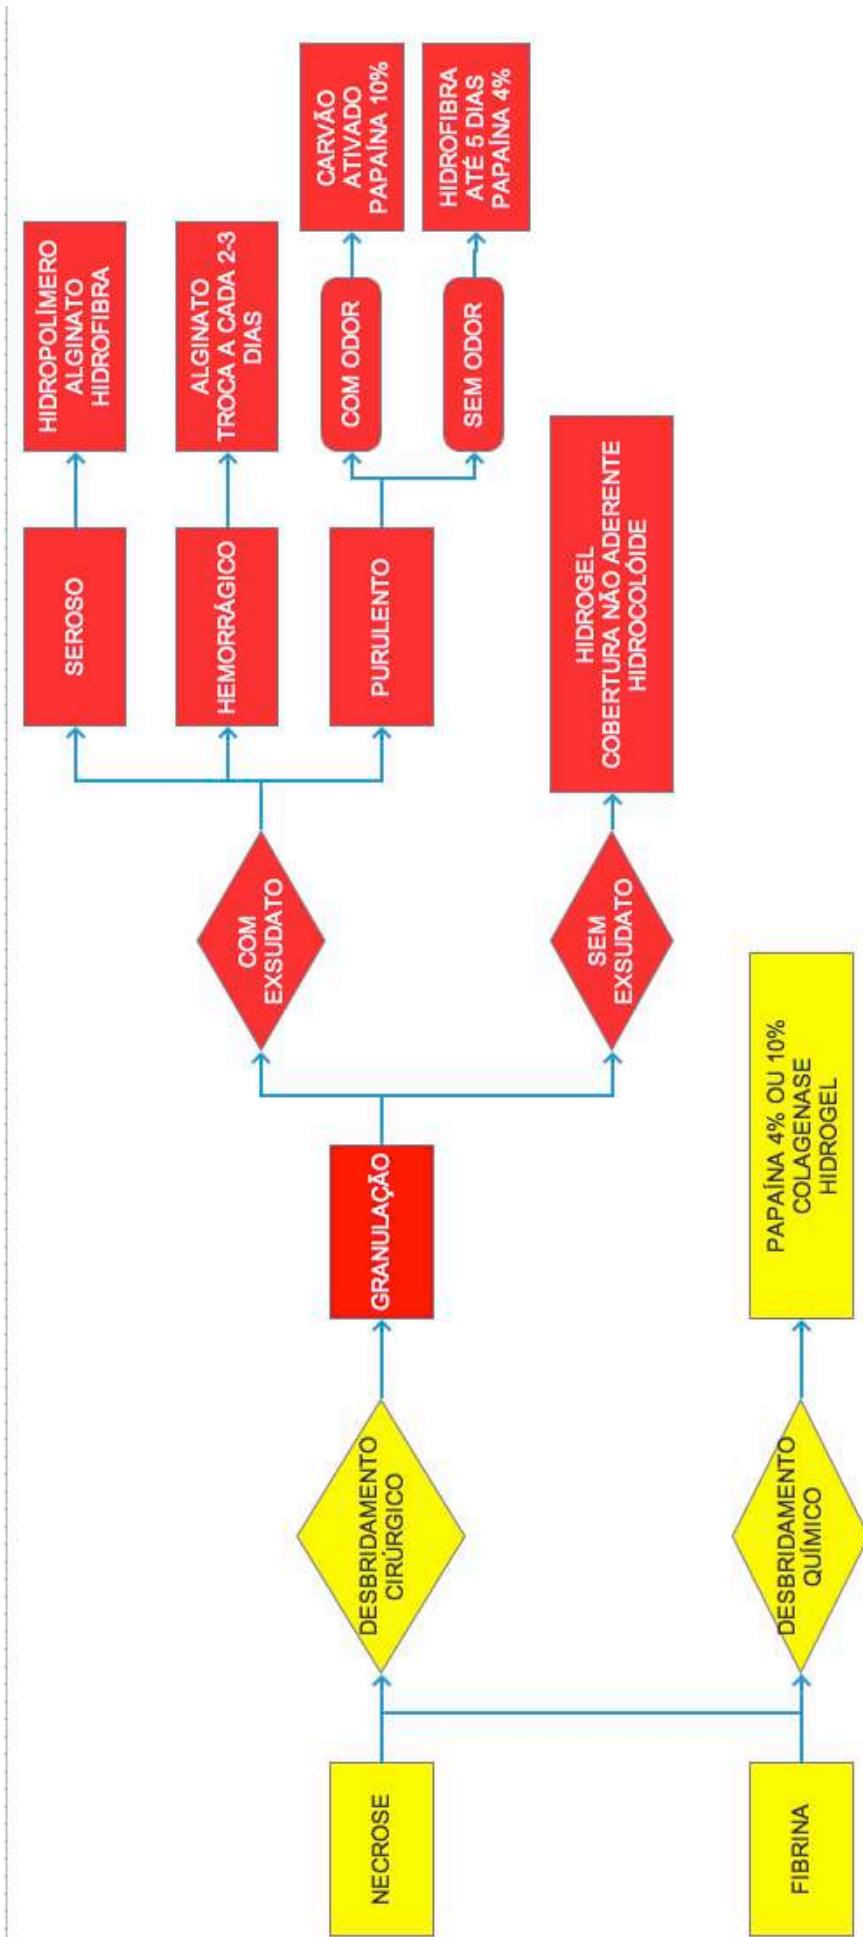 NECROSE
FIBRINA
DESBRIDAMENTO
CIRÚRGICO
DESBRIDAMENTO
QUÍMICO
GRANULAÇÃO
PAPAÍNA 4% OU 10%
COLAGENASE
HIDROGEL
COM
EXSUDATO
SEM
EXSUDATO
SEROSO
HEMORRÁGICO
PURULENTO
HIDROGEL
COBERTURA NÃO ADERENTE
HIDROCOLÓIDE
HIDROPOLÍMERO
ALGINATO
HIDROFIBRA
ALGINATO
TROCA A CADA 2-3
DIAS
COM ODOR
SEM ODOR
CARVÃO
ATIVADO
PAPAÍNA 10%
HIDROFIBRA
ATÉ 5 DIAS
PAPAÍNA 4%